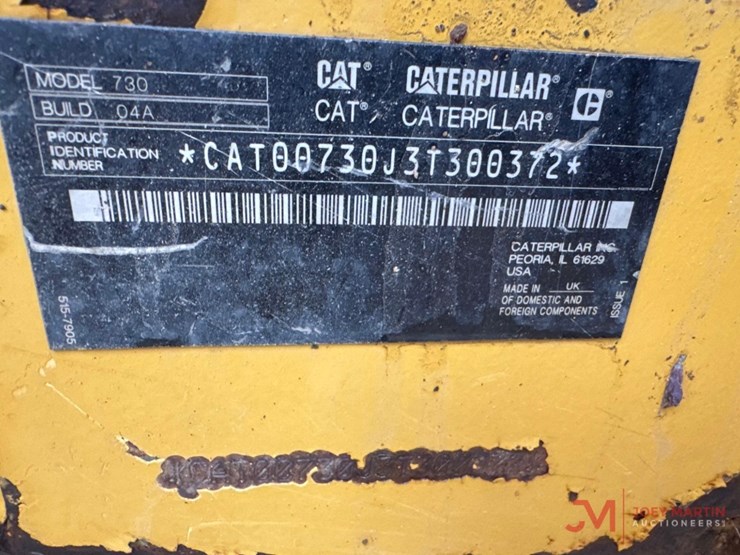 MODEL 730
BUILD 04A
CAT® CATERPILLAR®
CAT®, CATERPILLAR®
C
PRODUCT
IDENTIFICATION
NUMBER
*CAT00730J3T300372*
CATERPILLAR INC.
PEORIA, IL 61629
USA
MADE IN UK
OF DOMESTIC AND
FOREIGN COMPONENTS
ISSUE 1
515-7905
JM JOEY MARTIN
AUCTIONEERS